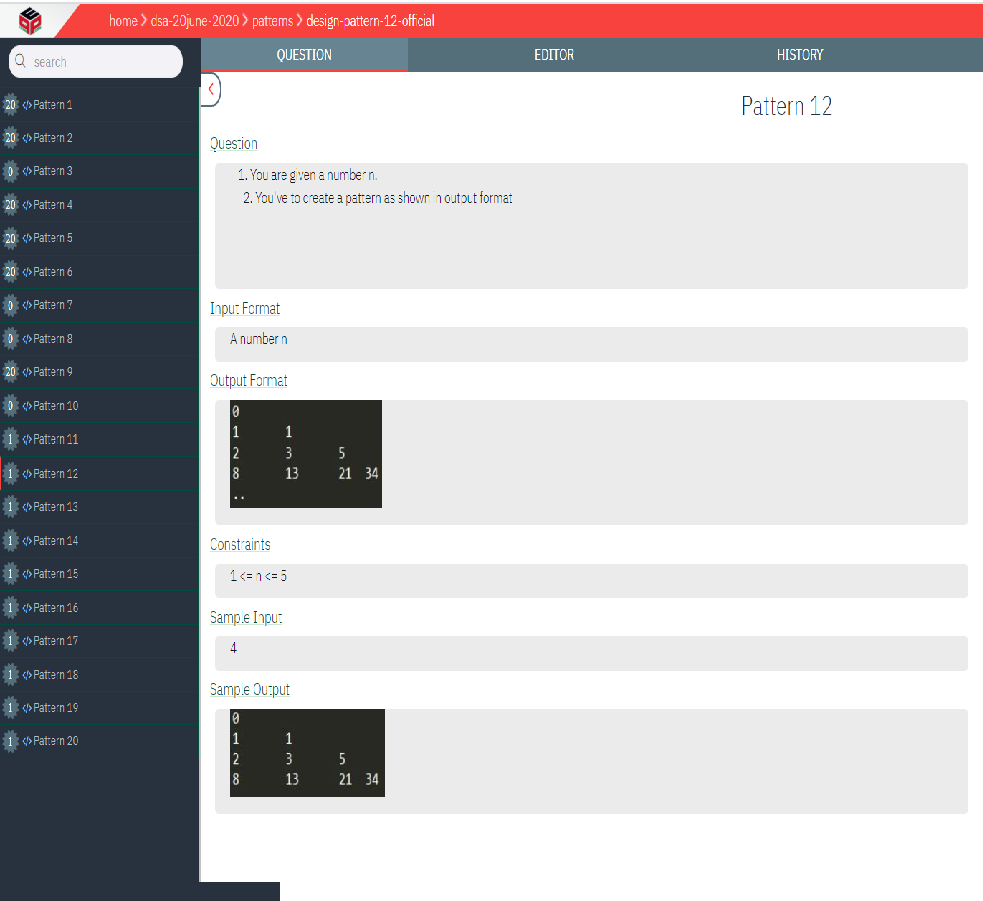 home > dsa-20june-2020 > patterns > design-pattern-12-official
search
QUESTION EDITOR HISTORY
20 </> Pattern 1
20 </> Pattern 2
0 </> Pattern 3
20 </> Pattern 4
20 </> Pattern 5
20 </> Pattern 6
0 </> Pattern 7
0 </> Pattern 8
20 </> Pattern 9
0 </> Pattern 10
1 </> Pattern 11
1 </> Pattern 12
1 </> Pattern 13
1 </> Pattern 14
1 </> Pattern 15
1 </> Pattern 16
1 </> Pattern 17
1 </> Pattern 18
1 </> Pattern 19
1 </> Pattern 20
Pattern 12
Question
1. You are given a number n.
2. You've to create a pattern as shown in output format
Input Format
A number n
Output Format
0
1 1
2 3 5
8 13 21 34
..
Constraints
1 <= n <= 5
Sample Input
4
Sample Output
0
1 1
2 3 5
8 13 21 34